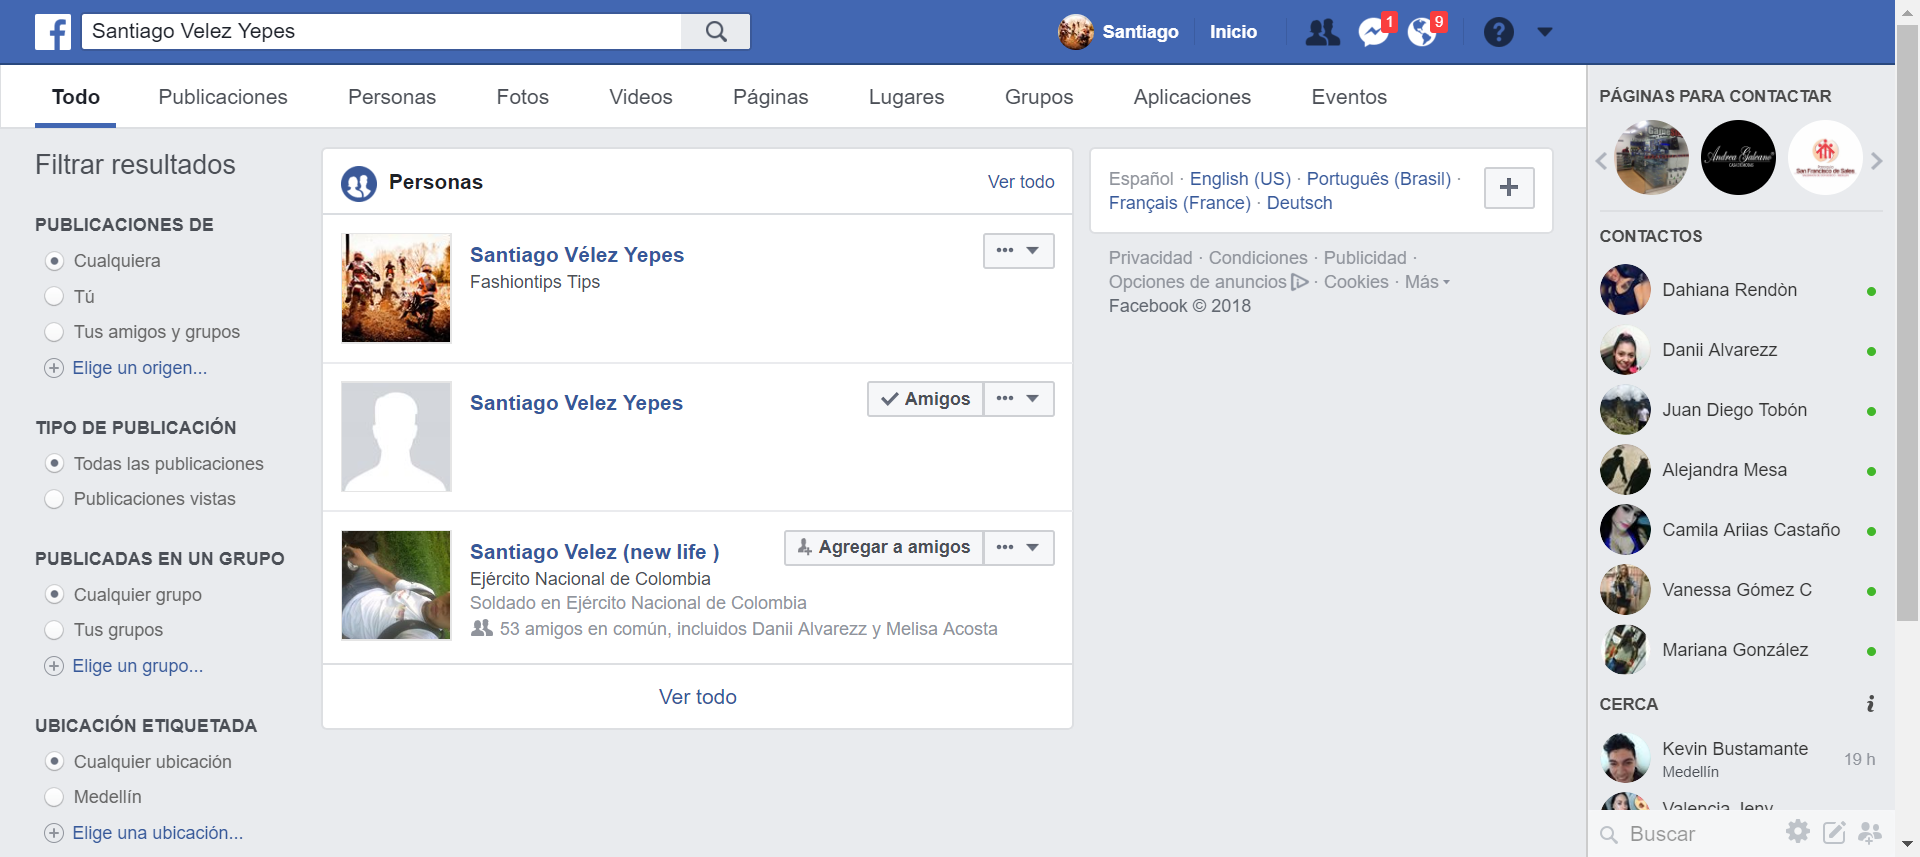 Santiago Velez Yepes
Santiago
Inicio
1
9
Todo
Publicaciones
Personas
Fotos
Videos
Páginas
Lugares
Grupos
Aplicaciones
Eventos
Filtrar resultados
PUBLICACIONES DE
Cualquiera
Tú
Tus amigos y grupos
Elige un origen...
TIPO DE PUBLICACIÓN
Todas las publicaciones
Publicaciones vistas
PUBLICADAS EN UN GRUPO
Cualquier grupo
Tus grupos
Elige un grupo...
UBICACIÓN ETIQUETADA
Cualquier ubicación
Medellín
Elige una ubicación...
Personas
Ver todo
Santiago Vélez Yepes
Fashiontips Tips
Santiago Velez Yepes
Amigos
Santiago Velez (new life )
Agregar a amigos
Ejército Nacional de Colombia
Soldado en Ejército Nacional de Colombia
53 amigos en común, incluidos Danii Alvarezz y Melisa Acosta
Ver todo
Español · English (US) · Português (Brasil) ·
Français (France) · Deutsch
Privacidad · Condiciones · Publicidad ·
Opciones de anuncios · Cookies · Más
Facebook © 2018
PÁGINAS PARA CONTACTAR
Andrea Galeano
San Francisco de Sales
CONTACTOS
Dahiana Rendòn
Danii Alvarezz
Juan Diego Tobón
Alejandra Mesa
Camila Ariias Castaño
Vanessa Gómez C
Mariana González
CERCA
Kevin Bustamante
Medellín
19 h
Valencia Jeny
Buscar